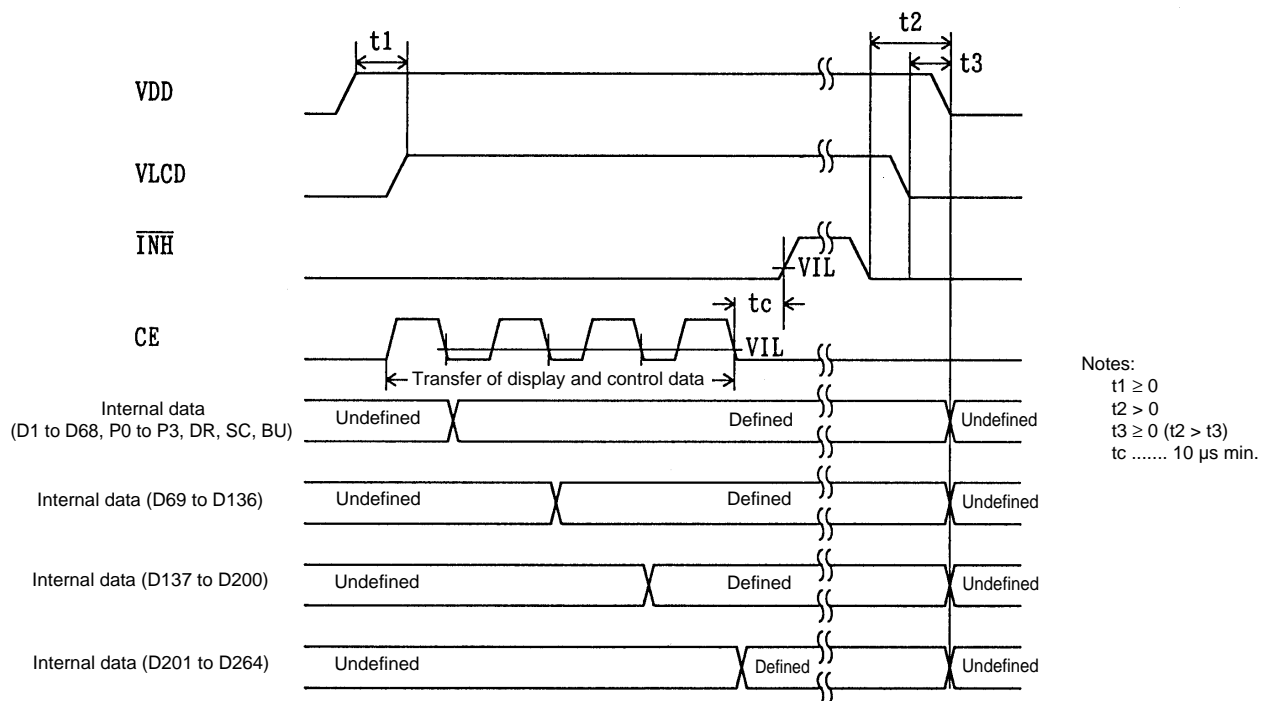 t1
t2
t3
VDD
VLCD
INH
VIL
tc
CE
VIL
Transfer of display and control data
Notes:
t1 ≥ 0
t2 > 0
t3 ≥ 0 (t2 > t3)
tc ....... 10 µs min.
Internal data
(D1 to D68, P0 to P3, DR, SC, BU)
Undefined
Defined
Undefined
Internal data (D69 to D136)
Undefined
Defined
Undefined
Internal data (D137 to D200)
Undefined
Defined
Undefined
Internal data (D201 to D264)
Undefined
Defined
Undefined